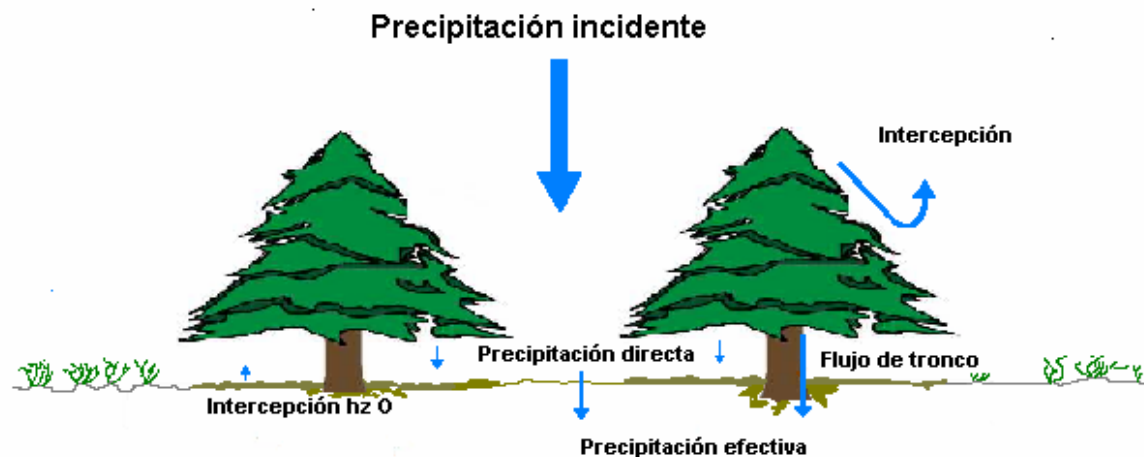 Precipitación incidente
Intercepción
Precipitación directa
Flujo de tronco
Intercepción hz O
Precipitación efectiva